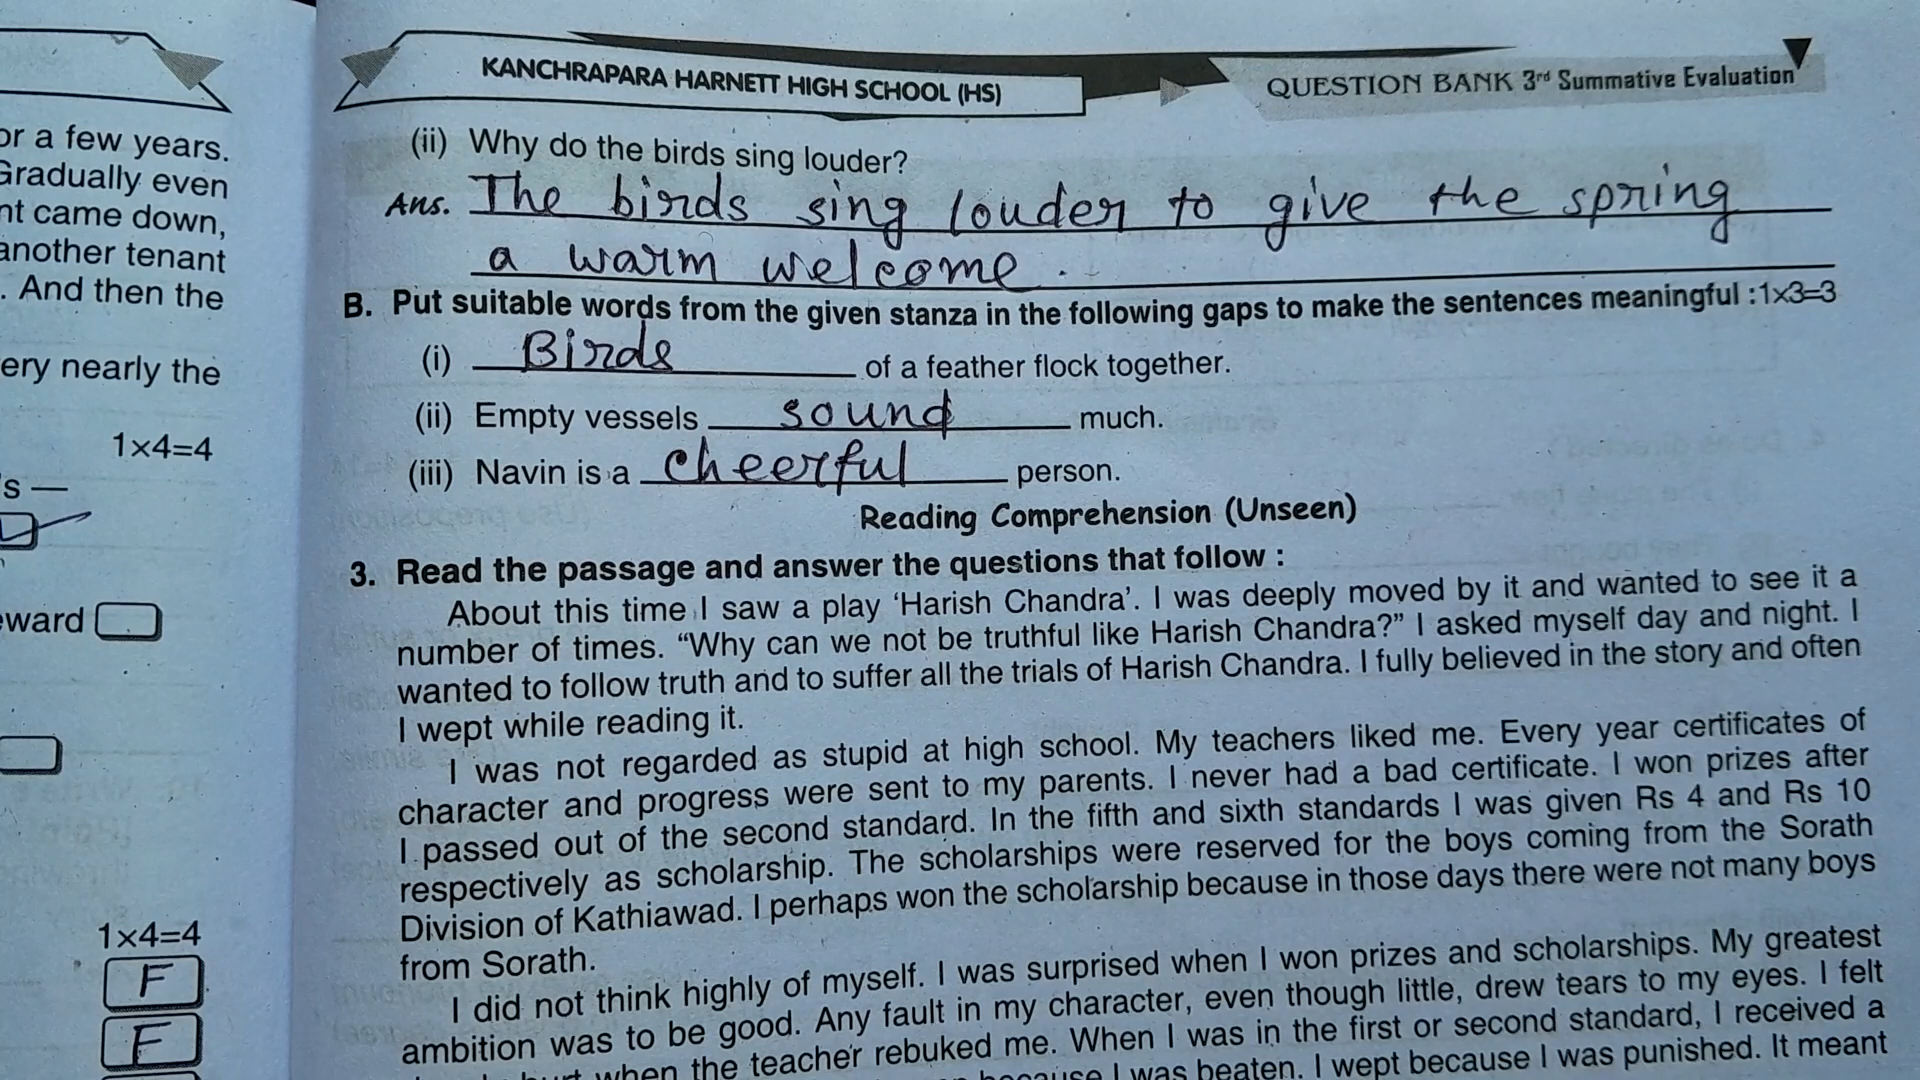 or a few years.
Gradually even
nt came down,
another tenant
. And then the
ery nearly the
1×4=4
's —
eward
1×4=4
F
F
KANCHRAPARA HARNETT HIGH SCHOOL (HS)
QUESTION BANK 3rd Summative Evaluation
(ii) Why do the birds sing louder?
Ans. The birds sing louder to give the spring
a warm welcome.
B. Put suitable words from the given stanza in the following gaps to make the sentences meaningful :1×3=3
(i) Birds of a feather flock together.
(ii) Empty vessels sound much.
(iii) Navin is a cheerful person.
Reading Comprehension (Unseen)
3. Read the passage and answer the questions that follow :
About this time I saw a play ‘Harish Chandra’. I was deeply moved by it and wanted to see it a
number of times. “Why can we not be truthful like Harish Chandra?” I asked myself day and night. I
wanted to follow truth and to suffer all the trials of Harish Chandra. I fully believed in the story and often
I wept while reading it.
I was not regarded as stupid at high school. My teachers liked me. Every year certificates of
character and progress were sent to my parents. I never had a bad certificate. I won prizes after
I passed out of the second standard. In the fifth and sixth standards I was given Rs 4 and Rs 10
respectively as scholarship. The scholarships were reserved for the boys coming from the Sorath
Division of Kathiawad. I perhaps won the scholarship because in those days there were not many boys
from Sorath.
I did not think highly of myself. I was surprised when I won prizes and scholarships. My greatest
ambition was to be good. Any fault in my character, even though little, drew tears to my eyes. I felt
when the teacher rebuked me. When I was in the first or second standard, I received a
because I was beaten. I wept because I was punished. It meant